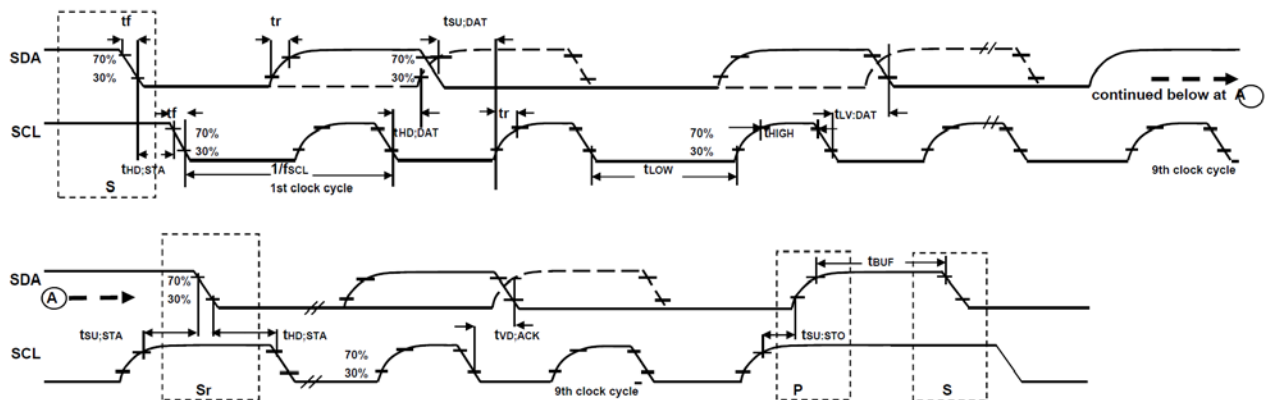 tf
tr
tSU;DAT
SDA
70%
30%
70%
30%
continued below at A
tf
tHD;DAT
tr
tLV;DAT
SCL
70%
30%
70%
30%
tHIGH
tHD;STA
1/fSCL
tLOW
S
1st clock cycle
9th clock cycle
SDA
70%
30%
tBUF
A
tSU;STA
tHD;STA
tVD;ACK
tSU;STO
SCL
70%
30%
Sr
9th clock cycle
P
S